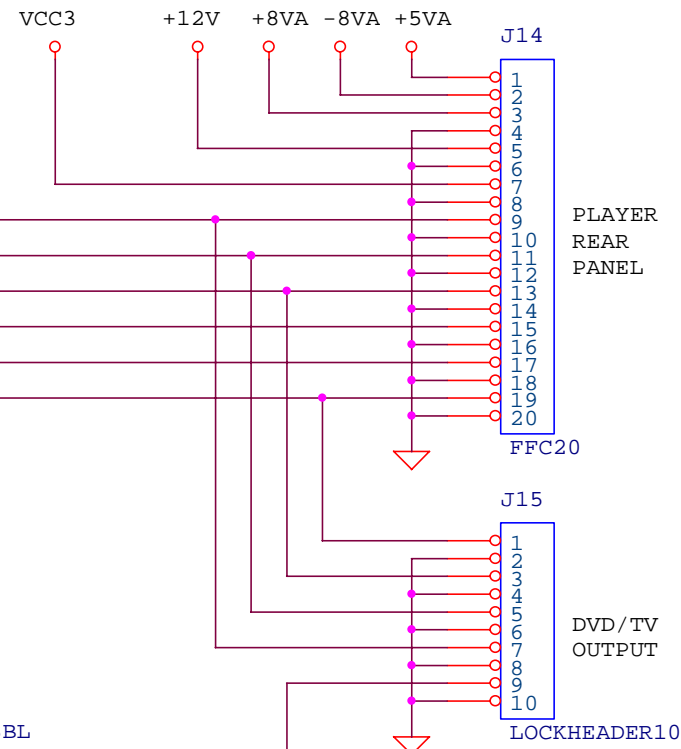 VCC3 +12V +8VA -8VA +5VA
J14
1
2
3
4
5
6
7
8
9
10
11
12
13
14
15
16
17
18
19
20
PLAYER
REAR
PANEL
FFC20
J15
1
2
3
4
5
6
7
8
9
10
DVD/TV
OUTPUT
BL
LOCKHEADER10